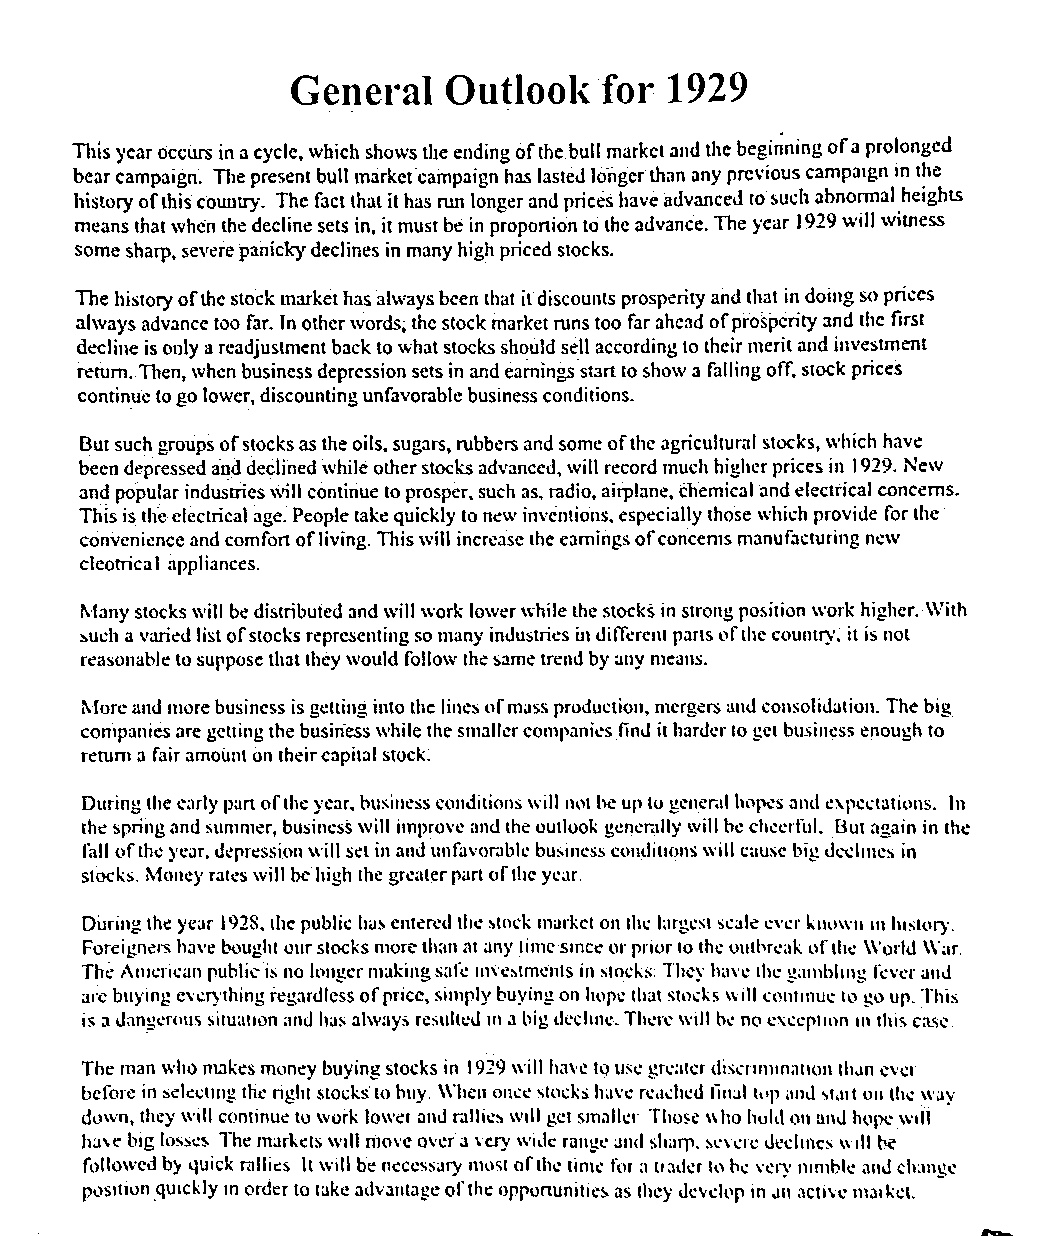 General Outlook for 1929
This year occurs in a cycle, which shows the ending of the bull market and the beginning of a prolonged
bear campaign. The present bull market campaign has lasted longer than any previous campaign in the
history of this country. The fact that it has run longer and prices have advanced to such abnormal heights
means that when the decline sets in, it must be in proportion to the advance. The year 1929 will witness
some sharp, severe panicky declines in many high priced stocks.
The history of the stock market has always been that it discounts prosperity and that in doing so prices
always advance too far. In other words, the stock market runs too far ahead of prosperity and the first
decline is only a readjustment back to what stocks should sell according to their merit and investment
return. Then, when business depression sets in and earnings start to show a falling off, stock prices
continue to go lower, discounting unfavorable business conditions.
But such groups of stocks as the oils, sugars, rubbers and some of the agricultural stocks, which have
been depressed and declined while other stocks advanced, will record much higher prices in 1929. New
and popular industries will continue to prosper, such as, radio, airplane, chemical and electrical concerns.
This is the electrical age. People take quickly to new inventions, especially those which provide for the
convenience and comfort of living. This will increase the earnings of concerns manufacturing new
cleotrical appliances.
Many stocks will be distributed and will work lower while the stocks in strong position work higher. With
such a varied list of stocks representing so many industries in different parts of the country, it is not
reasonable to suppose that they would follow the same trend by any means.
More and more business is getting into the lines of mass production, mergers and consolidation. The big
companies are getting the business while the smaller companies find it harder to get business enough to
return a fair amount on their capital stock.
During the early part of the year, business conditions will not be up to general hopes and expectations. In
the spring and summer, business will improve and the outlook generally will be cheerful. But again in the
fall of the year, depression will set in and unfavorable business conditions will cause big declines in
stocks. Money rates will be high the greater part of the year.
During the year 1928, the public has entered the stock market on the largest scale ever known in history.
Foreigners have bought our stocks more than at any time since or prior to the outbreak of the World War.
The American public is no longer making safe investments in stocks. They have the gambling fever and
are buying everything regardless of price, simply buying on hope that stocks will continue to go up. This
is a dangerous situation and has always resulted in a big decline. There will be no exception in this case.
The man who makes money buying stocks in 1929 will have to use greater discrimination than ever
before in selecting the right stocks to buy. When once stocks have reached final top and start on the way
down, they will continue to work lower and rallies will get smaller. Those who hold on and hope will
have big losses. The markets will move over a very wide range and sharp, severe declines will be
followed by quick rallies. It will be necessary most of the time for a trader to be very nimble and change
position quickly in order to take advantage of the opportunities as they develop in an active market.